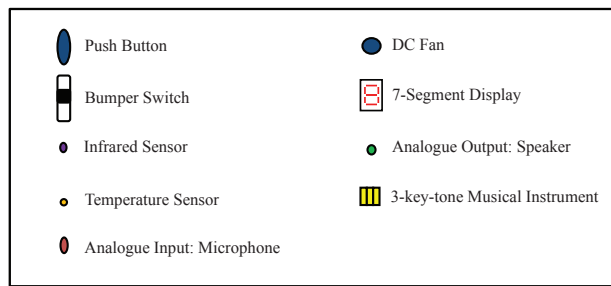 Push Button
Bumper Switch
Infrared Sensor
Temperature Sensor
Analogue Input: Microphone
DC Fan
7-Segment Display
Analogue Output: Speaker
3-key-tone Musical Instrument